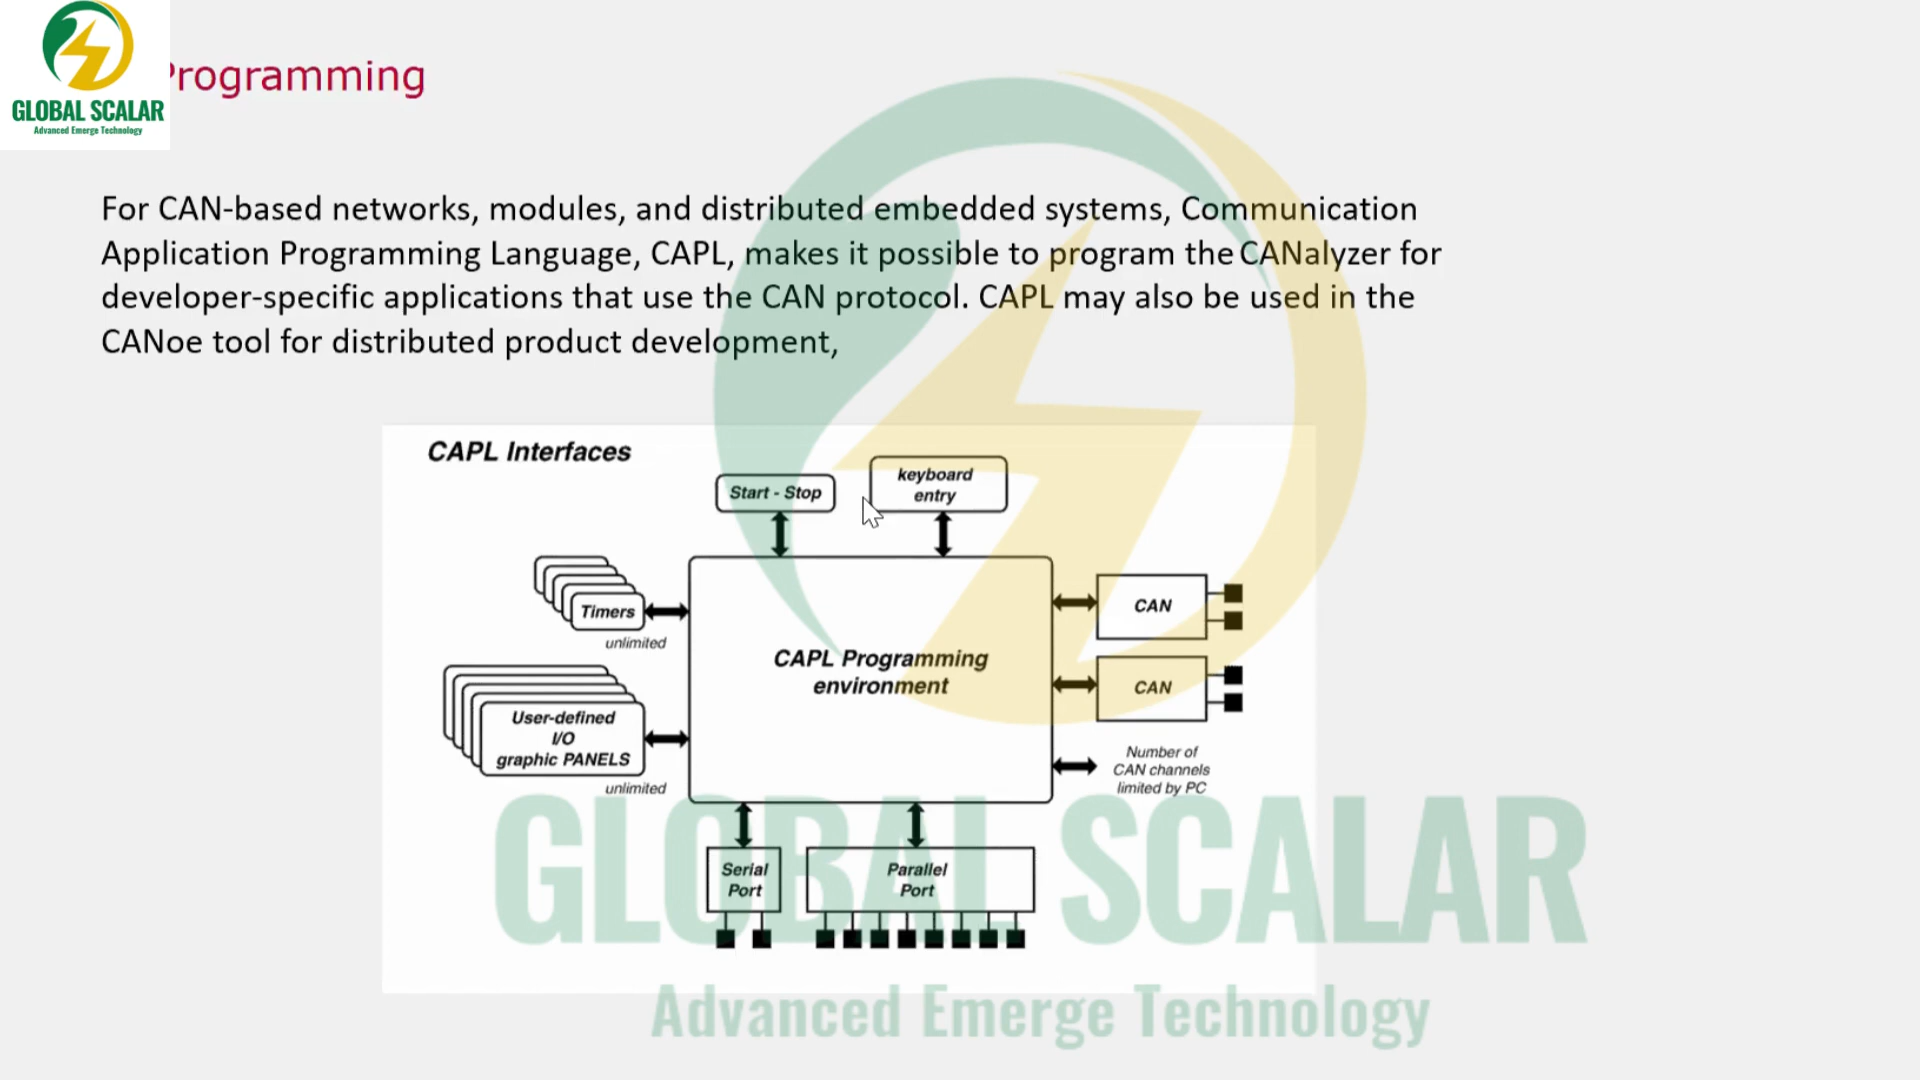 GLOBAL SCALAR
Advanced Emerge Technology
Programming
For CAN-based networks, modules, and distributed embedded systems, Communication
Application Programming Language, CAPL, makes it possible to program the CANalyzer for
developer-specific applications that use the CAN protocol. CAPL may also be used in the
CANoe tool for distributed product development,
CAPL Interfaces
Start - Stop
keyboard
entry
Timers
unlimited
CAN
CAPL Programming
environment
CAN
User-defined
I/O
graphic PANELS
unlimited
Number of
CAN channels
limited by PC
Serial
Port
Parallel
Port
GLOBAL SCALAR
Advanced Emerge Technology